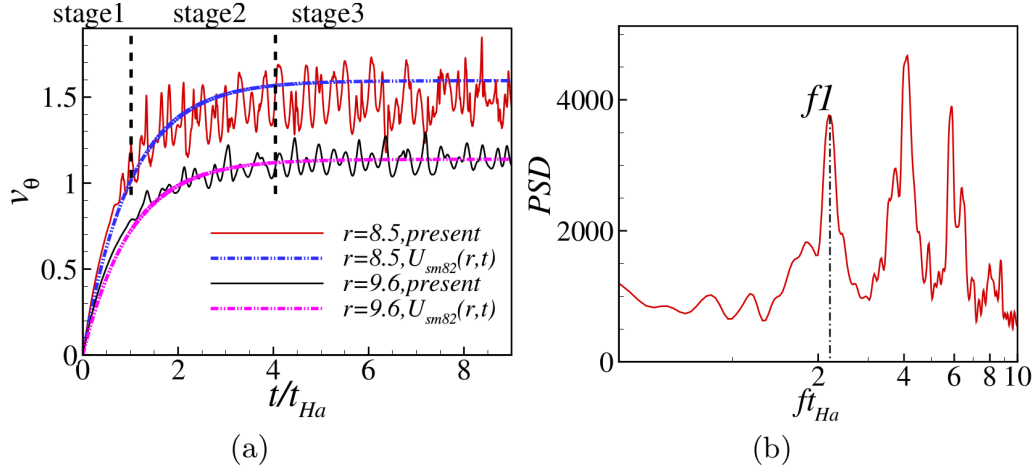 stage1 stage2 stage3
1.5
1
0.5
0
v_θ
r=8.5,present
r=8.5,U_sm82(r,t)
r=9.6,present
r=9.6,U_sm82(r,t)
0 2 4 6 8
t/t_Ha
(a)
f1
4000
2000
0
PSD
2 4 6 8 10
ft_Ha
(b)